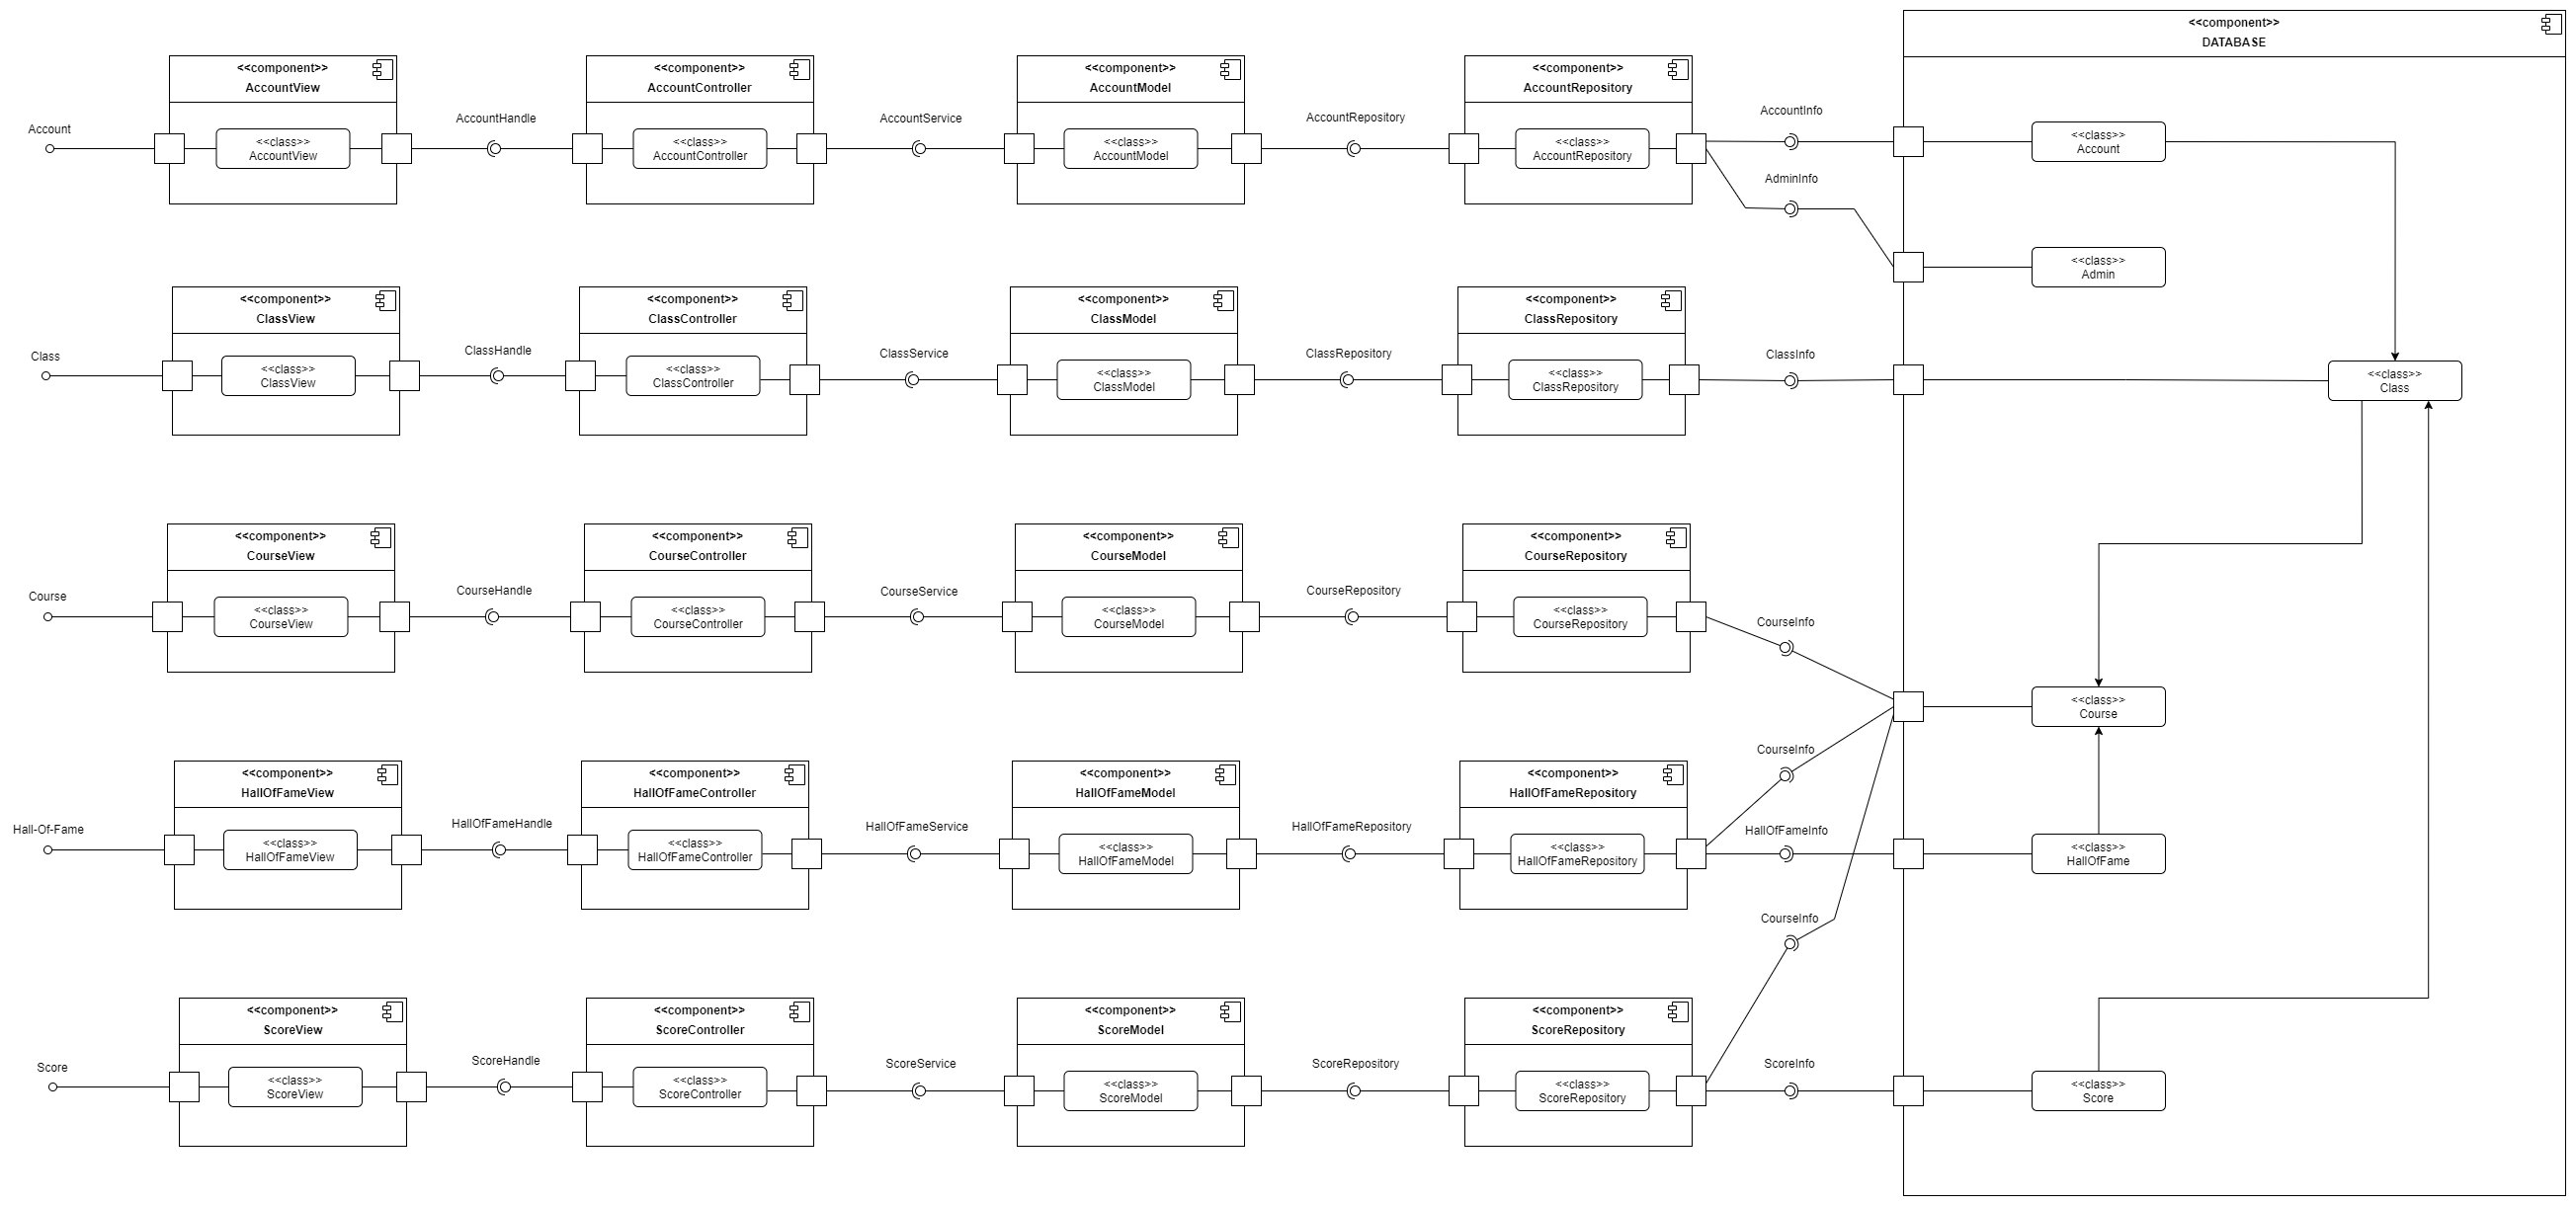 <<component>>
DATABASE
<<component>>
AccountView
<<component>>
AccountController
<<component>>
AccountModel
<<component>>
AccountRepository
Account
<<class>>
AccountView
AccountHandle
<<class>>
AccountController
AccountService
<<class>>
AccountModel
AccountRepository
<<class>>
AccountRepository
AccountInfo
<<class>>
Account
AdminInfo
<<class>>
Admin
<<component>>
ClassView
<<component>>
ClassController
<<component>>
ClassModel
<<component>>
ClassRepository
Class
<<class>>
ClassView
ClassHandle
<<class>>
ClassController
ClassService
<<class>>
ClassModel
ClassRepository
<<class>>
ClassRepository
ClassInfo
<<class>>
Class
<<component>>
CourseView
<<component>>
CourseController
<<component>>
CourseModel
<<component>>
CourseRepository
Course
<<class>>
CourseView
CourseHandle
<<class>>
CourseController
CourseService
<<class>>
CourseModel
CourseRepository
<<class>>
CourseRepository
CourseInfo
<<class>>
Course
<<component>>
HallOfFameView
<<component>>
HallOfFameController
<<component>>
HallOfFameModel
<<component>>
HallOfFameRepository
CourseInfo
Hall-Of-Fame
<<class>>
HallOfFameView
HallOfFameHandle
<<class>>
HallOfFameController
HallOfFameService
<<class>>
HallOfFameModel
HallOfFameRepository
<<class>>
HallOfFameRepository
HallOfFameInfo
<<class>>
HallOfFame
CourseInfo
<<component>>
ScoreView
<<component>>
ScoreController
<<component>>
ScoreModel
<<component>>
ScoreRepository
Score
<<class>>
ScoreView
ScoreHandle
<<class>>
ScoreController
ScoreService
<<class>>
ScoreModel
ScoreRepository
<<class>>
ScoreRepository
ScoreInfo
<<class>>
Score